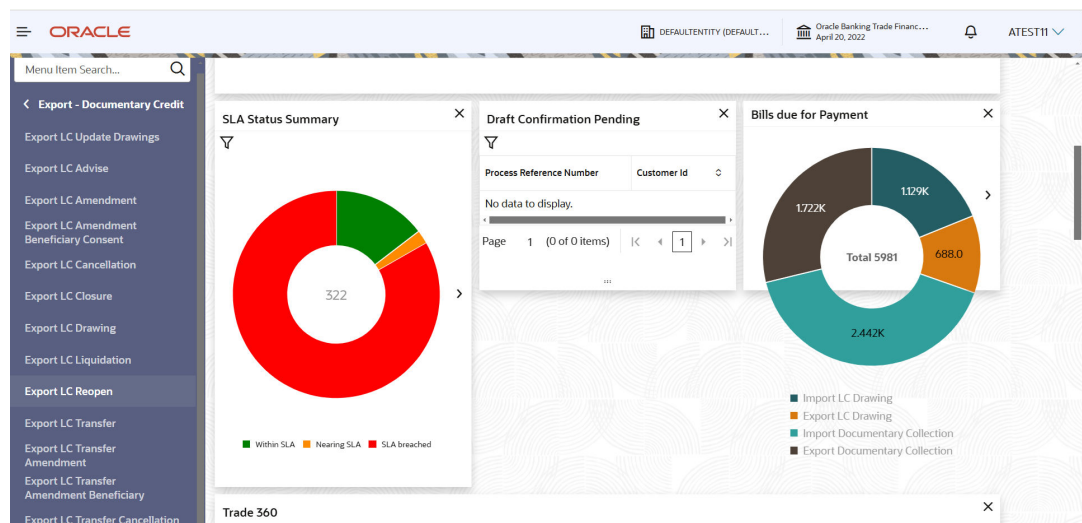 ORACLE
DEFAULTENTITY (DEFAULT...
Oracle Banking Trade Financ...
April 20, 2022
ATEST11
Menu Item Search...
Export - Documentary Credit
Export LC Update Drawings
Export LC Advise
Export LC Amendment
Export LC Amendment
Beneficiary Consent
Export LC Cancellation
Export LC Closure
Export LC Drawing
Export LC Liquidation
Export LC Reopen
Export LC Transfer
Export LC Transfer
Amendment
Export LC Transfer
Amendment Beneficiary
Export LC Transfer Cancellation
SLA Status Summary
322
Within SLA
Nearing SLA
SLA breached
Draft Confirmation Pending
Process Reference Number
Customer Id
No data to display.
Page 1 (0 of 0 items)
1
Bills due for Payment
1.129K
1.722K
Total 5981
688.0
2.442K
Import LC Drawing
Export LC Drawing
Import Documentary Collection
Export Documentary Collection
Trade 360